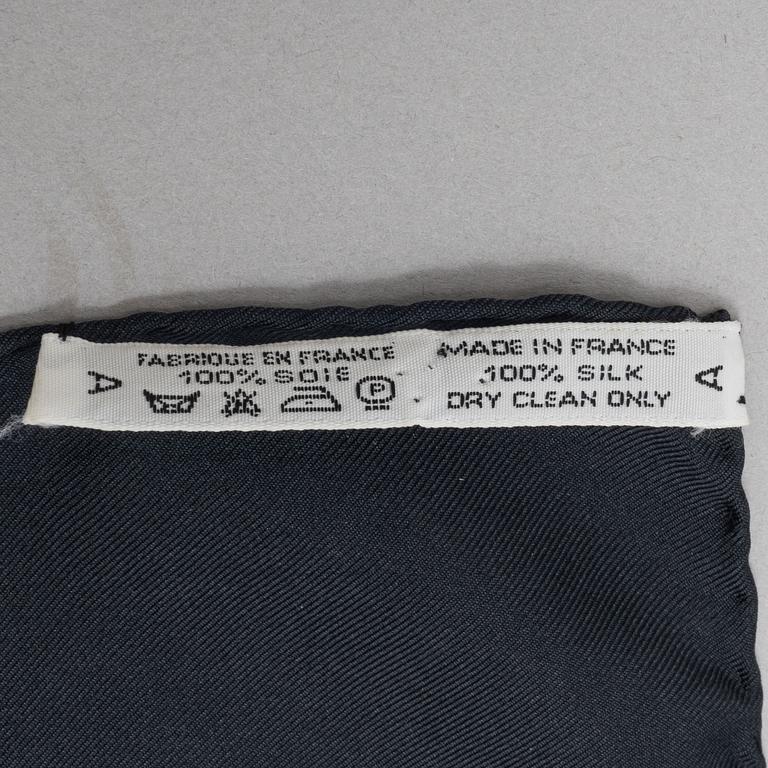 A
FABRIQUE EN FRANCE
100% SOIE
P
MADE IN FRANCE
100% SILK
DRY CLEAN ONLY
A